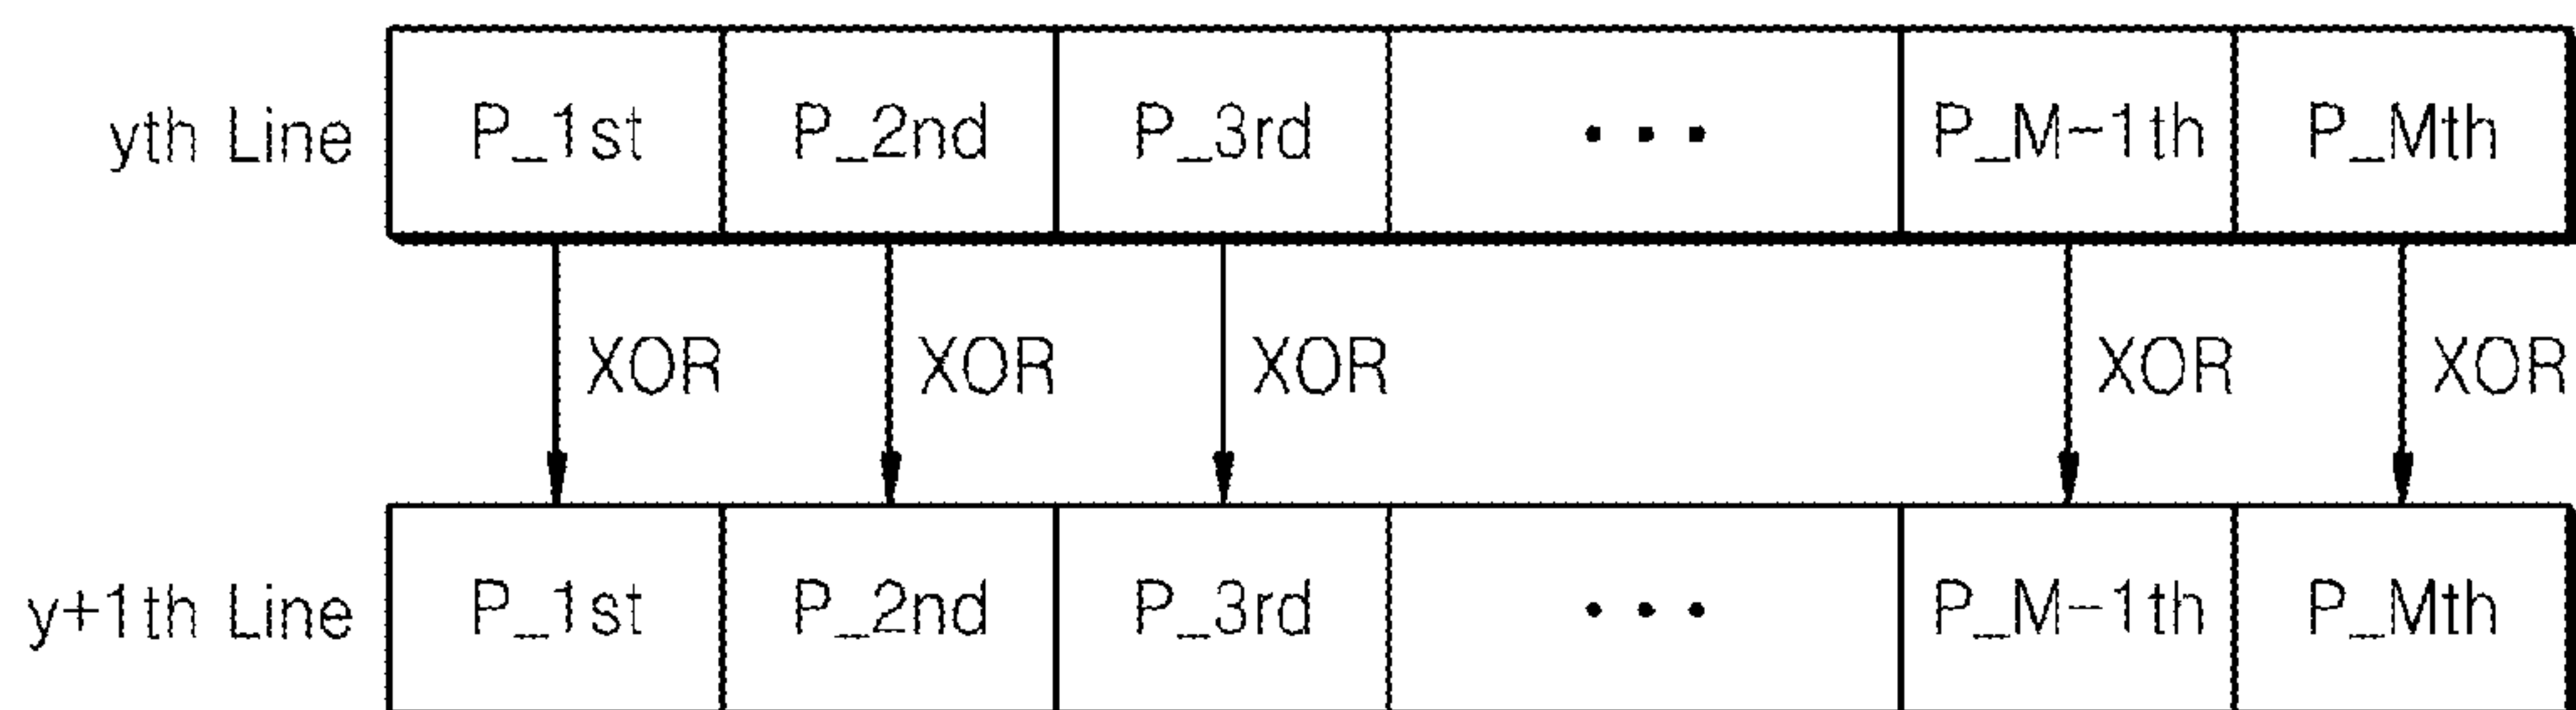 yth Line P_1st P_2nd P_3rd ••• P_M-1th P_Mth
XOR XOR XOR XOR XOR
y+1th Line P_1st P_2nd P_3rd ••• P_M-1th P_Mth